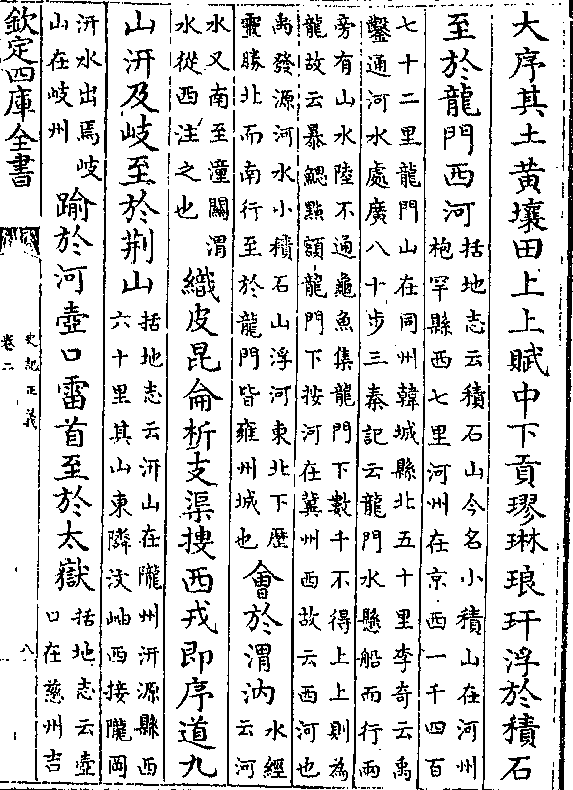 大序其土黄壤田上上賦中下貢璆琳琅玕浮於積石
至於龍門西河
括地志云積石山今名小積山在河州
枹罕縣西七里河州在京西一千四百
七十二里龍門山在同州韓城縣北五十里李奇云禹
鑿通河水處廣八十步三秦記云龍門水懸船而行兩
旁有山水陸不通龜魚集龍門下數千不得上上則為
龍故云暴鰓點額龍門下按河在冀州西故云西河也
禹發源河水小積石山浮河東北下歷
靈勝北而南行至於龍門皆雍州城也
會於渭汭
水經
云河
水又南至潼關渭
水從西注之也
織皮昆侖析支渠搜西戎即序道九
山汧及岐至於荆山
括地志云汧山在隴州汧源縣西
六十里其山東隣汶岫西接隴岡
汧水出焉岐
山在岐州
踰於河壺口雷首至於太嶽
括地志云壺
口在慈州吉
欽定四庫全書
史記正義
卷二
八